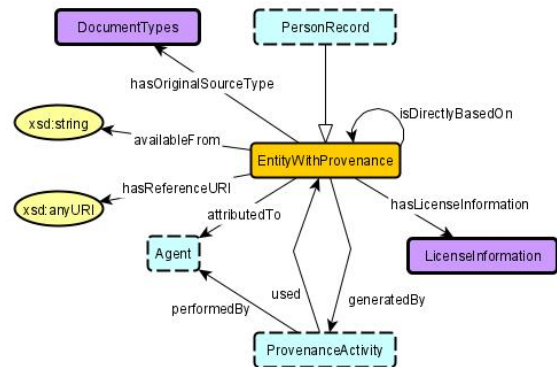 DocumentTypes
PersonRecord
hasOriginalSourceType
isDirectlyBasedOn
xsd:string
availableFrom
EntityWithProvenance
hasReferenceURI
xsd:anyURI
attributedTo
hasLicenseInformation
Agent
LicenseInformation
used
performedBy
generatedBy
ProvenanceActivity